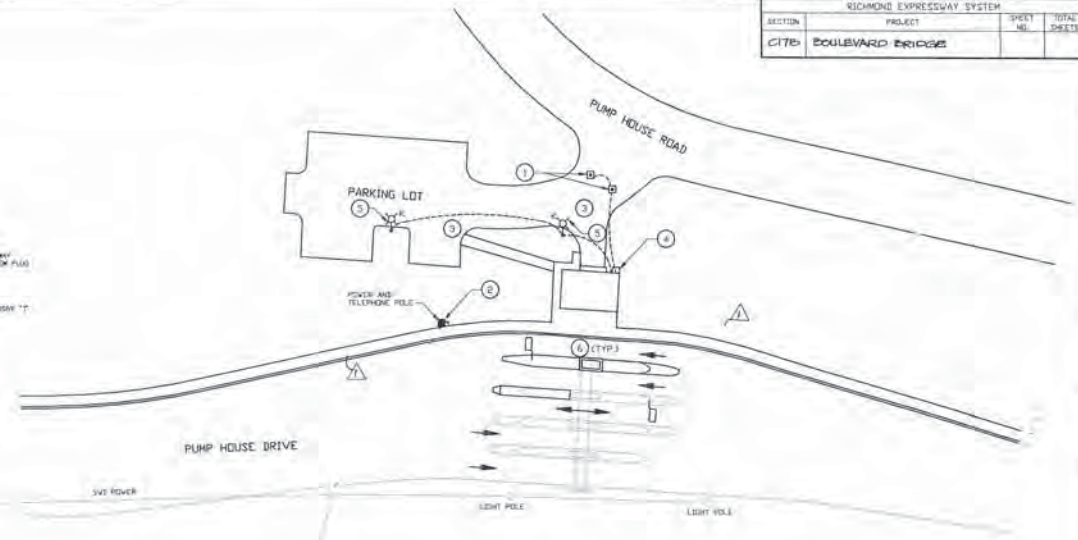 RICHMOND EXPRESSWAY SYSTEM
SECTION PROJECT SHEET NO. TOTAL SHEETS
C17B BOULEVARD BRIDGE
PUMP HOUSE ROAD
1
PARKING LOT
5
3
3
5
4
2
POWER AND
TELEPHONE POLE
1
6 (TYP.)
1
PUMP HOUSE DRIVE
LIGHT POLE
LIGHT POLE